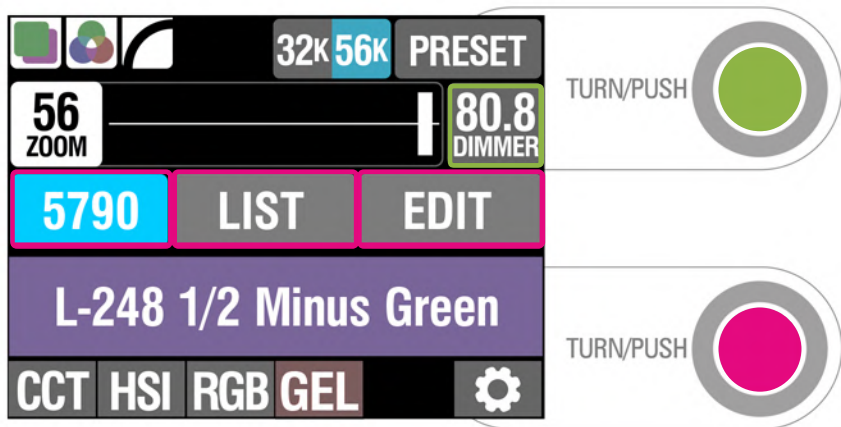 32K 56K PRESET
TURN/PUSH
56
ZOOM
80.8
DIMMER
5790 LIST EDIT
L-248 1/2 Minus Green
TURN/PUSH
CCT HSI RGB GEL